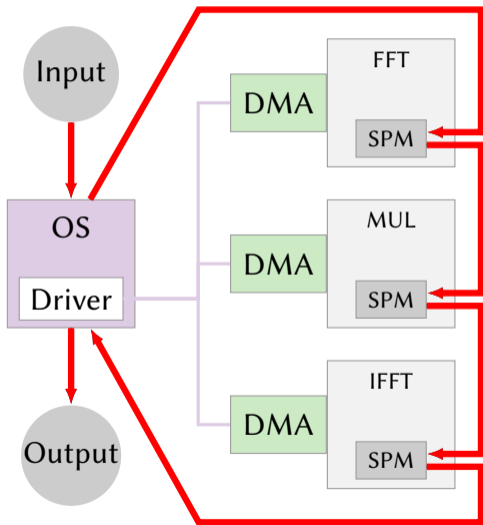 Input
OS
Driver
Output
DMA
FFT
SPM
DMA
MUL
SPM
DMA
IFFT
SPM